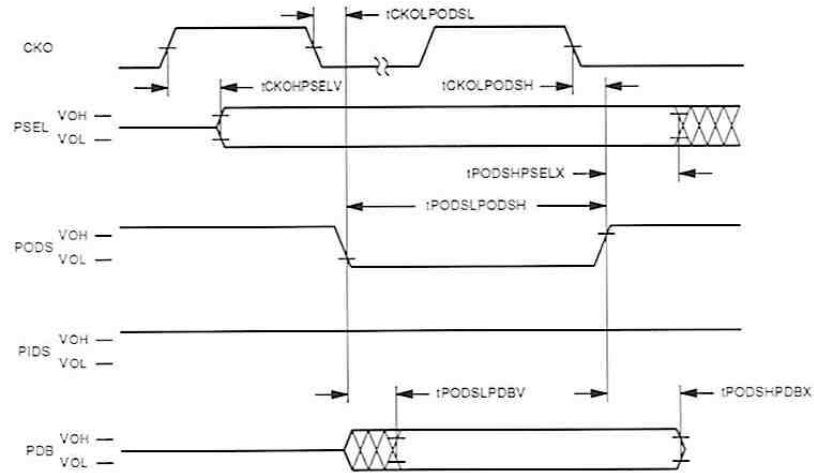 tCKOLPODSL
CKO
tCKOHPSELV
tCKOLPODSH
PSEL VOH
VOL
tPODSHPSELX
tPODSLPODSH
PODS VOH
VOL
PIDS VOH
VOL
tPODSLPDBV
tPODSHPDBX
PDB VOH
VOL